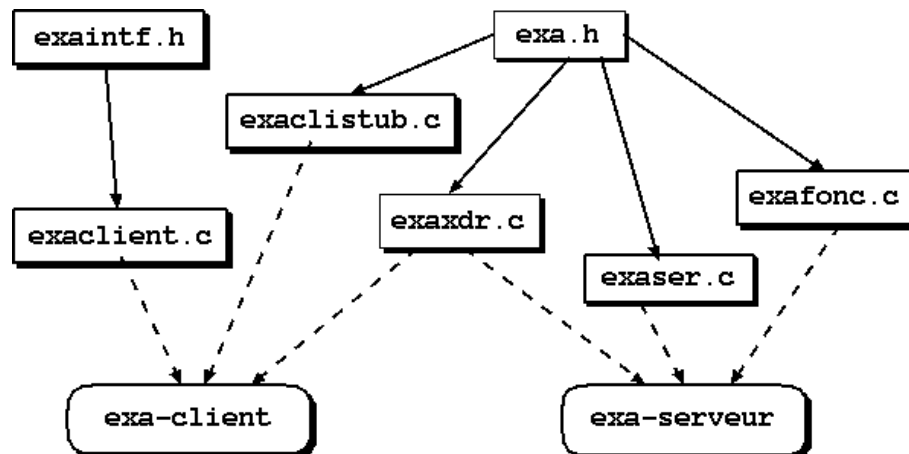 exaintf.h
exa.h
exaclistub.c
exaclient.c
exaxdr.c
exafonc.c
exaser.c
exa-client
exa-serveur